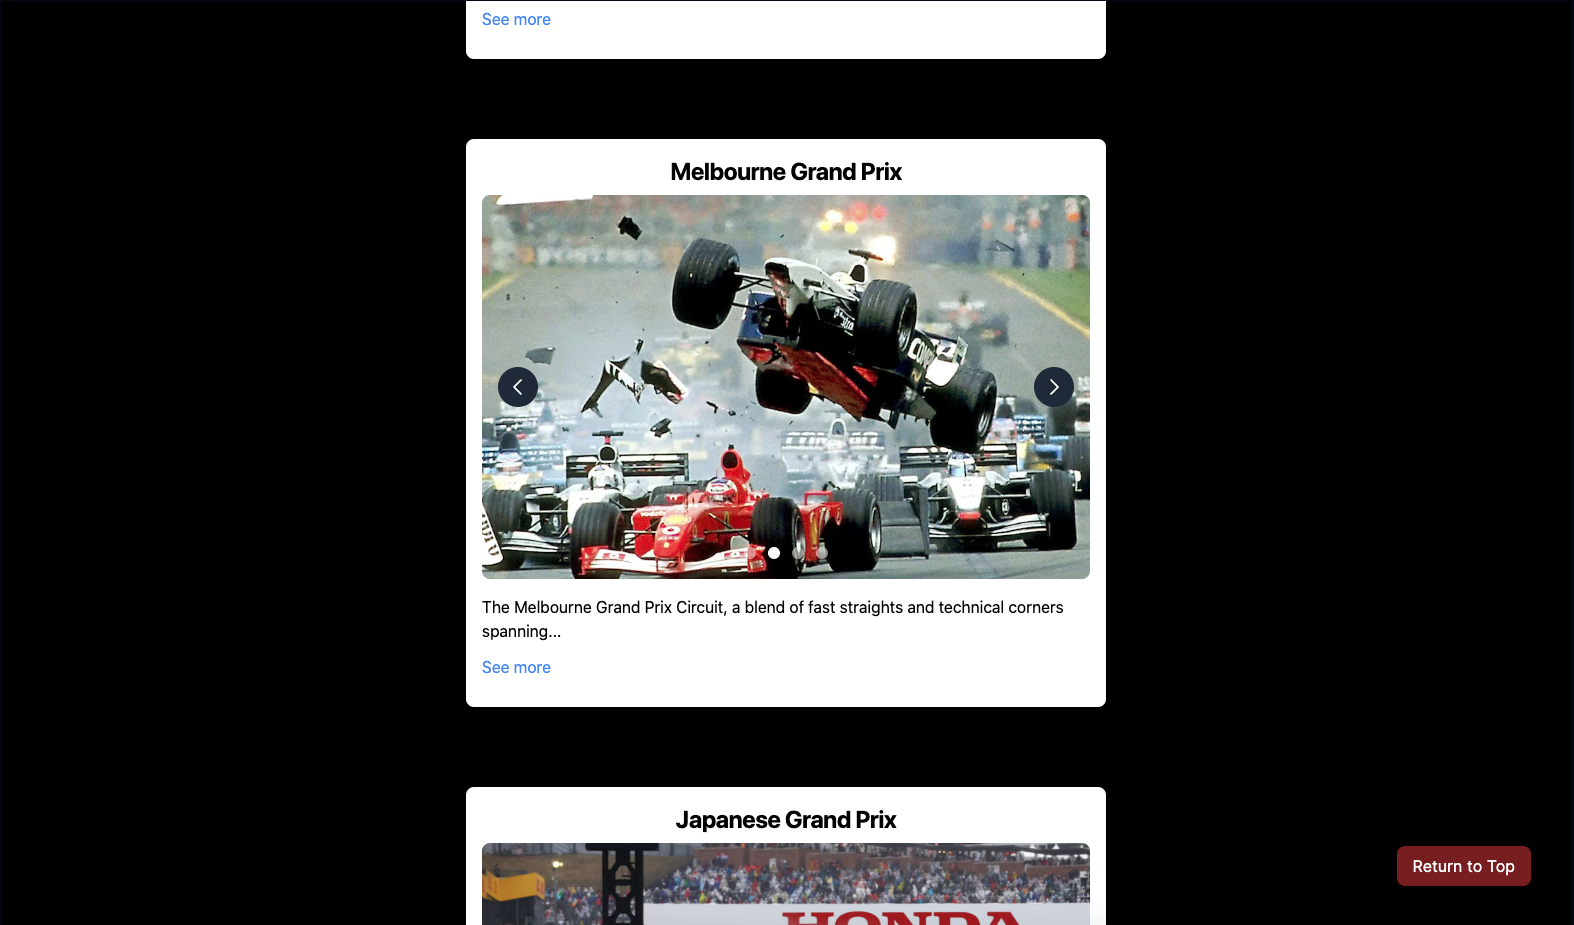 See more
Melbourne Grand Prix
The Melbourne Grand Prix Circuit, a blend of fast straights and technical corners
spanning...
See more
Japanese Grand Prix
Return to Top
HONDA